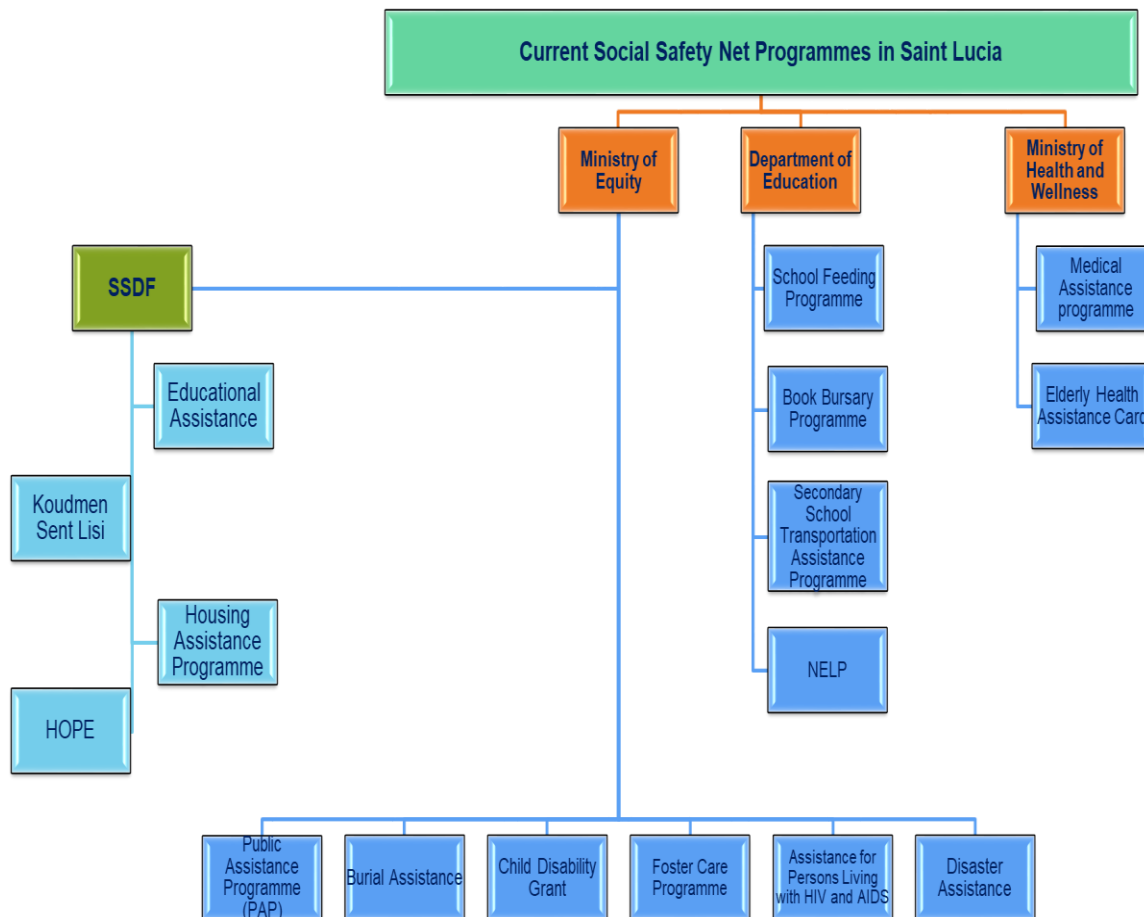 Current Social Safety Net Programmes in Saint Lucia
Ministry of
Equity
Department of
Education
Ministry of
Health and
Wellness
SSDF
Educational
Assistance
Koudmen
Sent Lisi
Housing
Assistance
Programme
HOPE
School Feeding
Programme
Book Bursary
Programme
Secondary
School
Transportation
Assistance
Programme
NELP
Medical
Assistance
programme
Elderly Health
Assistance Card
Public
Assistance
Programme
(PAP)
Burial Assistance
Child Disability
Grant
Foster Care
Programme
Assistance for
Persons Living
with HIV and AIDS
Disaster
Assistance